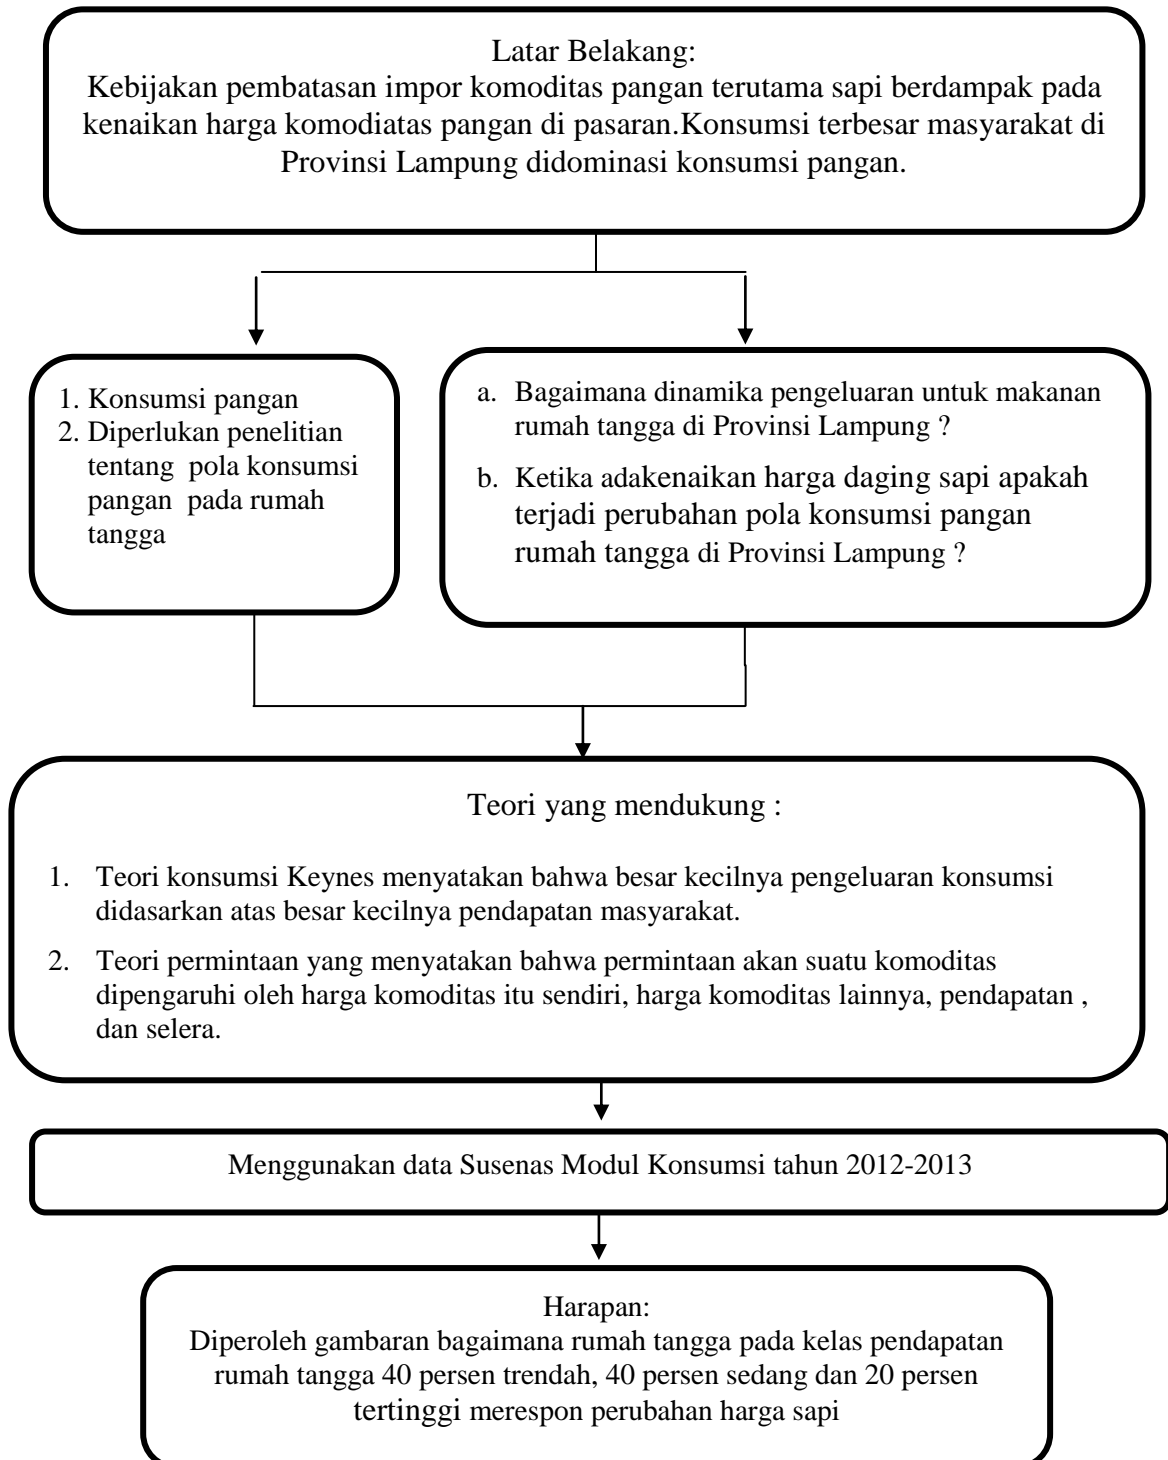 Latar Belakang:
Kebijakan pembatasan impor komoditas pangan terutama sapi berdampak pada
kenaikan harga komodiatas pangan di pasaran.Konsumsi terbesar masyarakat di
Provinsi Lampung didominasi konsumsi pangan.
1. Konsumsi pangan
2. Diperlukan penelitian
tentang pola konsumsi
pangan pada rumah
tangga
a. Bagaimana dinamika pengeluaran untuk makanan
rumah tangga di Provinsi Lampung ?
b. Ketika adakenaikan harga daging sapi apakah
terjadi perubahan pola konsumsi pangan
rumah tangga di Provinsi Lampung ?
Teori yang mendukung :
1. Teori konsumsi Keynes menyatakan bahwa besar kecilnya pengeluaran konsumsi
didasarkan atas besar kecilnya pendapatan masyarakat.
2. Teori permintaan yang menyatakan bahwa permintaan akan suatu komoditas
dipengaruhi oleh harga komoditas itu sendiri, harga komoditas lainnya, pendapatan ,
dan selera.
Menggunakan data Susenas Modul Konsumsi tahun 2012-2013
Harapan:
Diperoleh gambaran bagaimana rumah tangga pada kelas pendapatan
rumah tangga 40 persen trendah, 40 persen sedang dan 20 persen
tertinggi merespon perubahan harga sapi